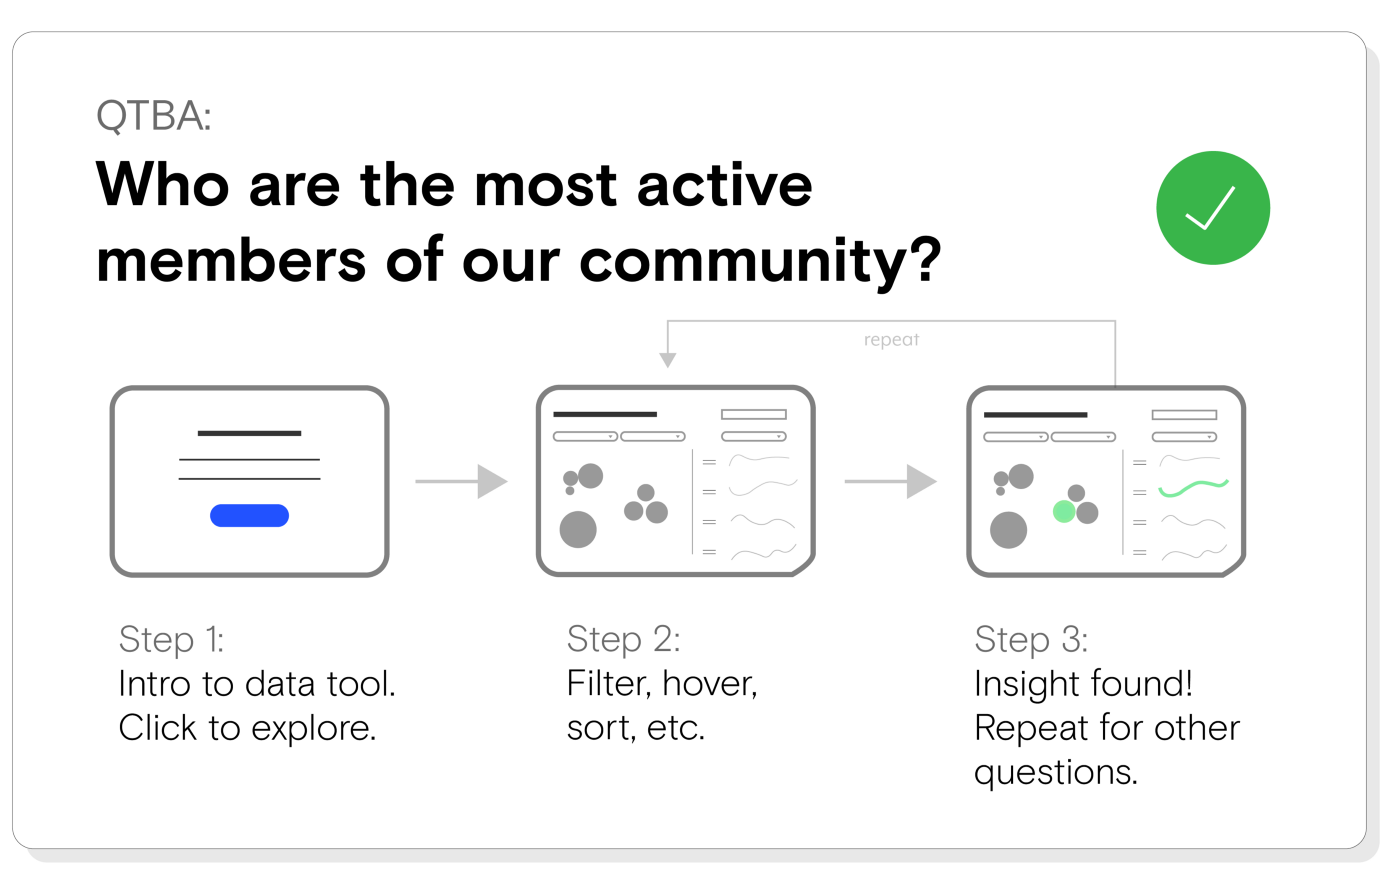 QTBA:
Who are the most active
members of our community?
repeat
Step 1:
Intro to data tool.
Click to explore.
Step 2:
Filter, hover,
sort, etc.
Step 3:
Insight found!
Repeat for other
questions.